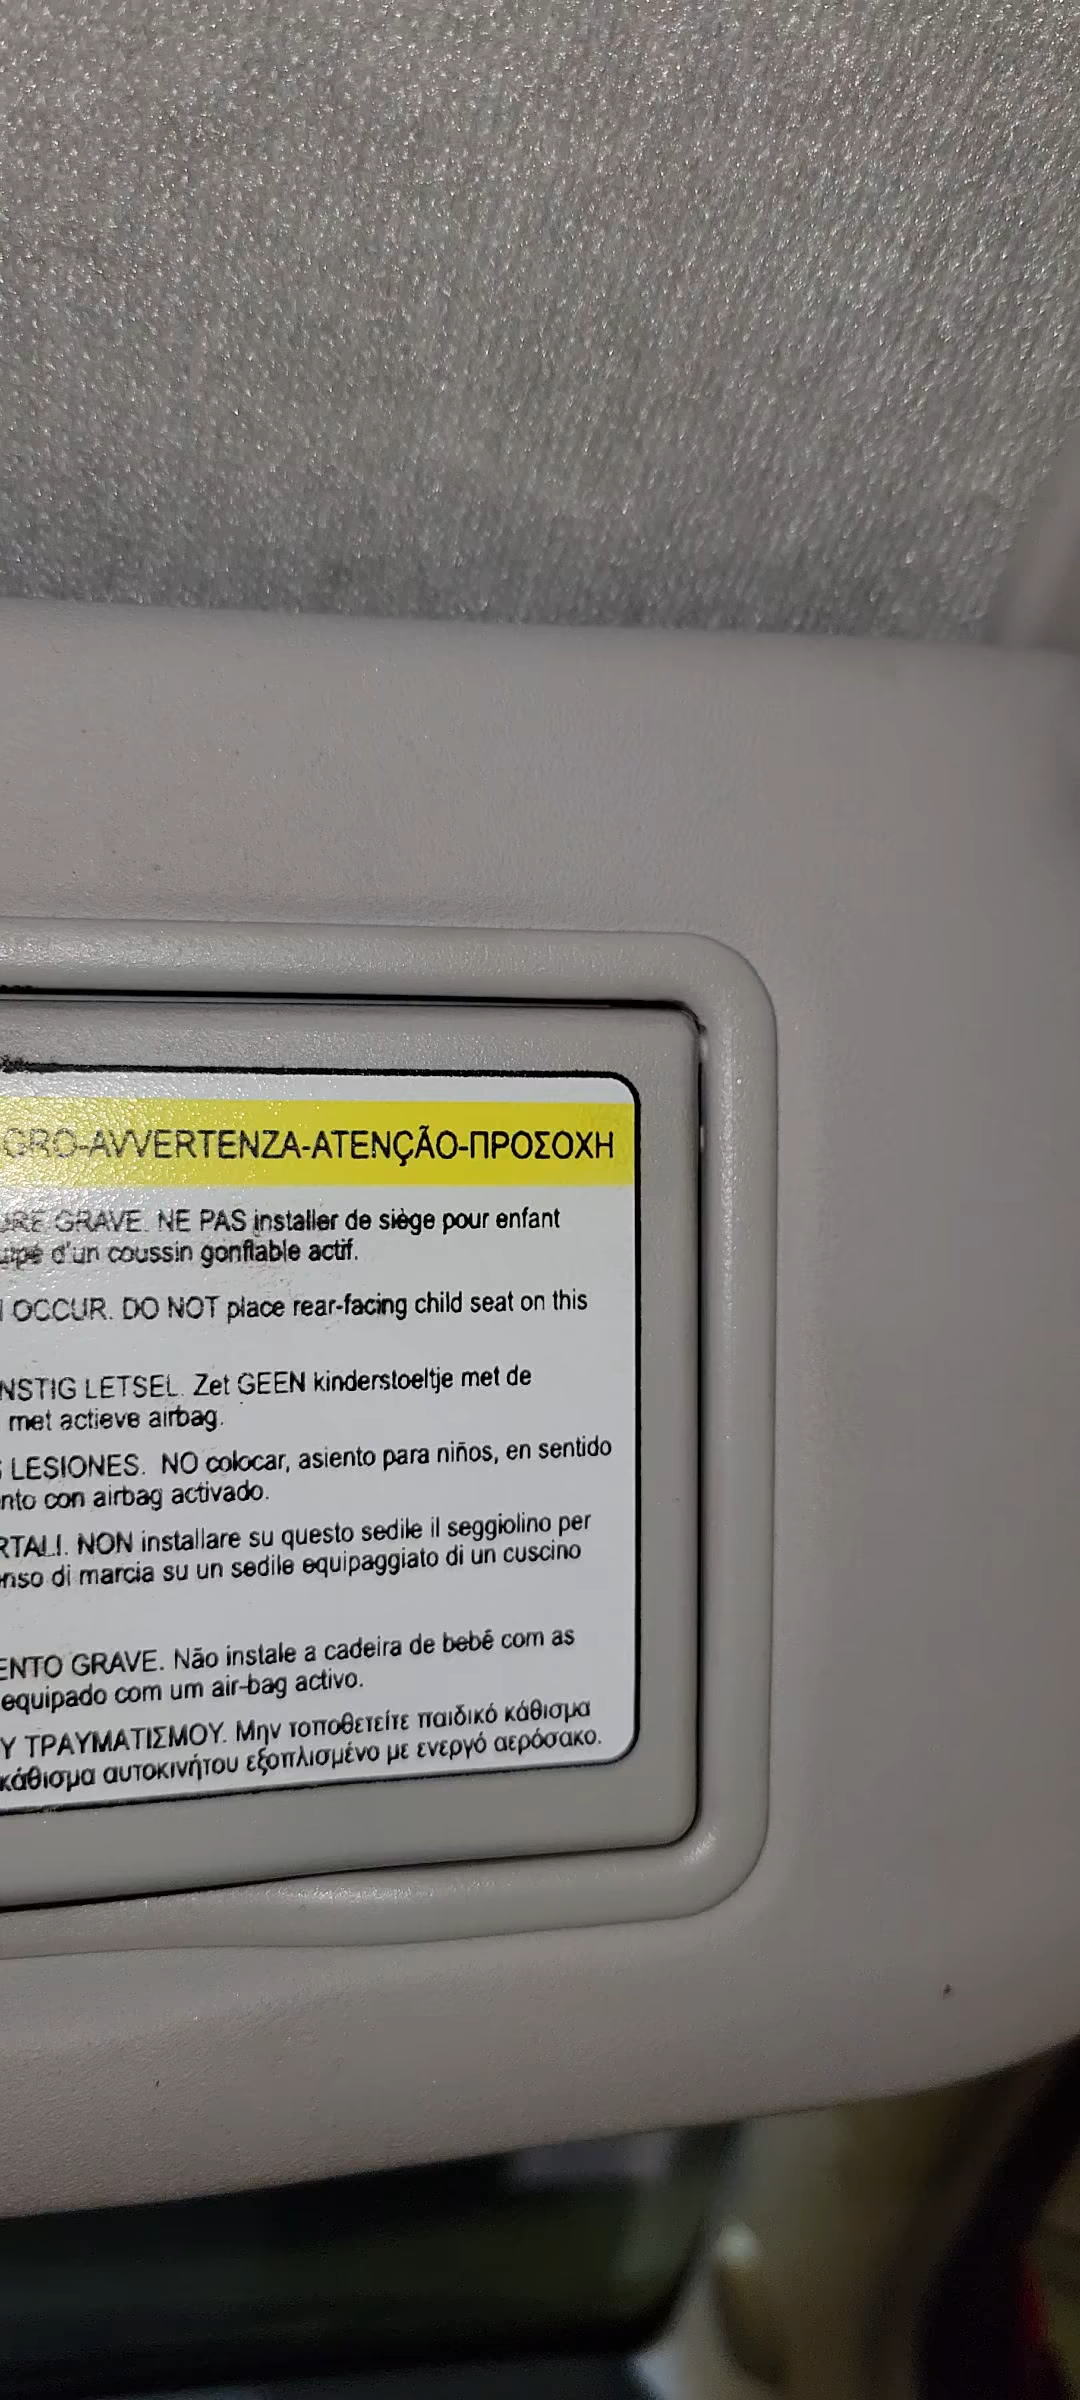 GRO-AVVERTENZA-ATENÇÃO-ΠΡΟΣΟΧΗ
GRAVE. NE PAS installer de siège pour enfant
d'un coussin gonflable actif.
OCCUR. DO NOT place rear-facing child seat on this
NSTIG LETSEL. Zet GEEN kinderstoeltje met de
met actieve airbag.
LESIONES. NO colocar, asiento para niños, en sentido
nto con airbag activado.
RTALI. NON installare su questo sedile il seggiolino per
nso di marcia su un sedile equipaggiato di un cuscino
ENTO GRAVE. Não instale a cadeira de bebê com as
equipado com um air-bag activo.
Υ ΤΡΑΥΜΑΤΙΣΜΟΥ. Μην τοποθετείτε παιδικό κάθισμα
κάθισμα αυτοκινήτου εξοπλισμένο με ενεργό αερόσακο.